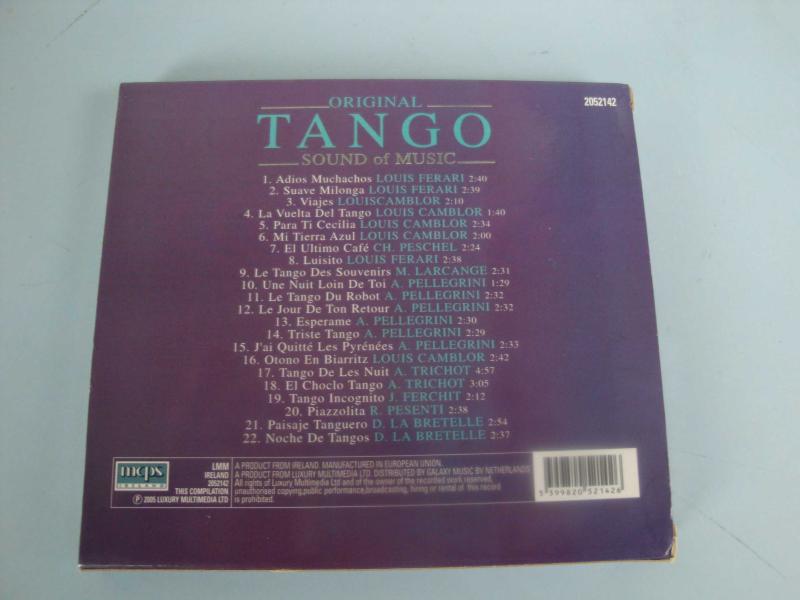 ORIGINAL
2052142
TANGO
SOUND of MUSIC
1. Adios Muchachos LOUIS FERARI 2:40
2. Suave Milonga LOUIS FERARI 2:39
3. Viajes LOUISCAMBLOR 2:10
4. La Vuelta Del Tango LOUIS CAMBLOR 1:40
5. Para Ti Cecilia LOUIS CAMBLOR 2:34
6. Mi Tierra Azul LOUIS CAMBLOR 2:00
7. El Ultimo Café CH. PESCHEL 2:24
8. Luisito LOUIS FERARI 2:38
9. Le Tango Des Souvenirs M. LARCANGE 2:31
10. Une Nuit Loin De Toi A. PELLEGRINI 1:29
11. Le Tango Du Robot A. PELLEGRINI 2:32
12. Le Jour De Ton Retour A. PELLEGRINI 2:32
13. Esperame A. PELLEGRINI 2:30
14. Triste Tango A. PELLEGRINI 2:29
15. J'ai Quitté Les Pyrénées A. PELLEGRINI 2:33
16. Otono En Biarritz LOUIS CAMBLOR 2:42
17. Tango De Les Nuit A. TRICHOT 4:57
18. El Choclo Tango A. TRICHOT 3:05
19. Tango Incognito J. FERCHIT 2:12
20. Piazzolita R. PESENTI 2:38
21. Paisaje Tanguero D. LA BRETELLE 2:54
22. Noche De Tangos D. LA BRETELLE 2:37
mcps
IRELAND
LMM
IRELAND
2052142
THIS COMPILATION
℗ 2005 LUXURY MULTIMEDIA LTD
A PRODUCT FROM IRELAND. MANUFACTURED IN EUROPEAN UNION.
A PRODUCT FROM LUXURY MULTIMEDIA LTD. DISTRIBUTED BY GALAXY MUSIC BV NETHERLANDS
All rights of Luxury Multimedia Ltd and of the owner of the recorded work reserved,
unauthorised copying,public performance,broadcasting, hiring or rental of this record
is prohibited.
5 399820 521426